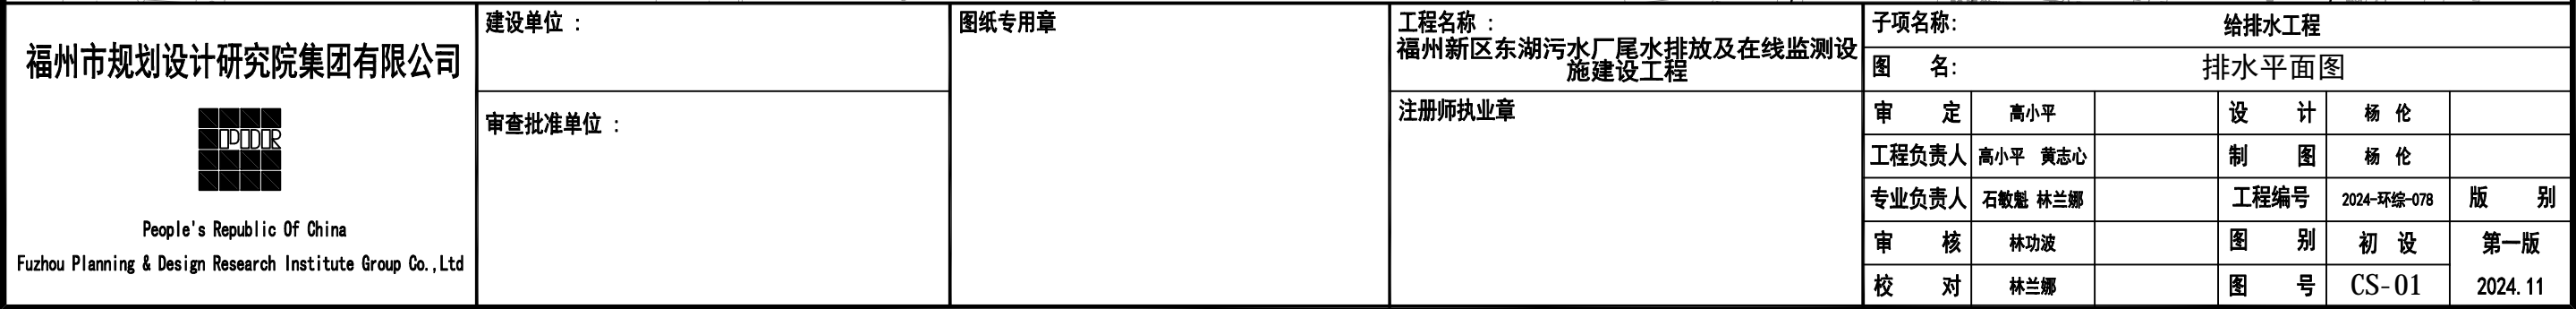 福州市规划设计研究院集团有限公司
IPDIR
People's Republic Of China
Fuzhou Planning & Design Research Institute Group Co.,Ltd
建设单位 :
审查批准单位 :
图纸专用章
工程名称 :
福州新区东湖污水厂尾水排放及在线监测设
施建设工程
注册师执业章
子项名称: 给排水工程
图 名: 排水平面图
审 定 高小平 设 计 杨 伦
工程负责人 高小平 黄志心 制 图 杨 伦
专业负责人 石敏魁 林兰娜 工程编号 2024-环综-078 版 别
审 核 林功波 图 别 初 设 第一版
校 对 林兰娜 图 号 CS-01 2024.11